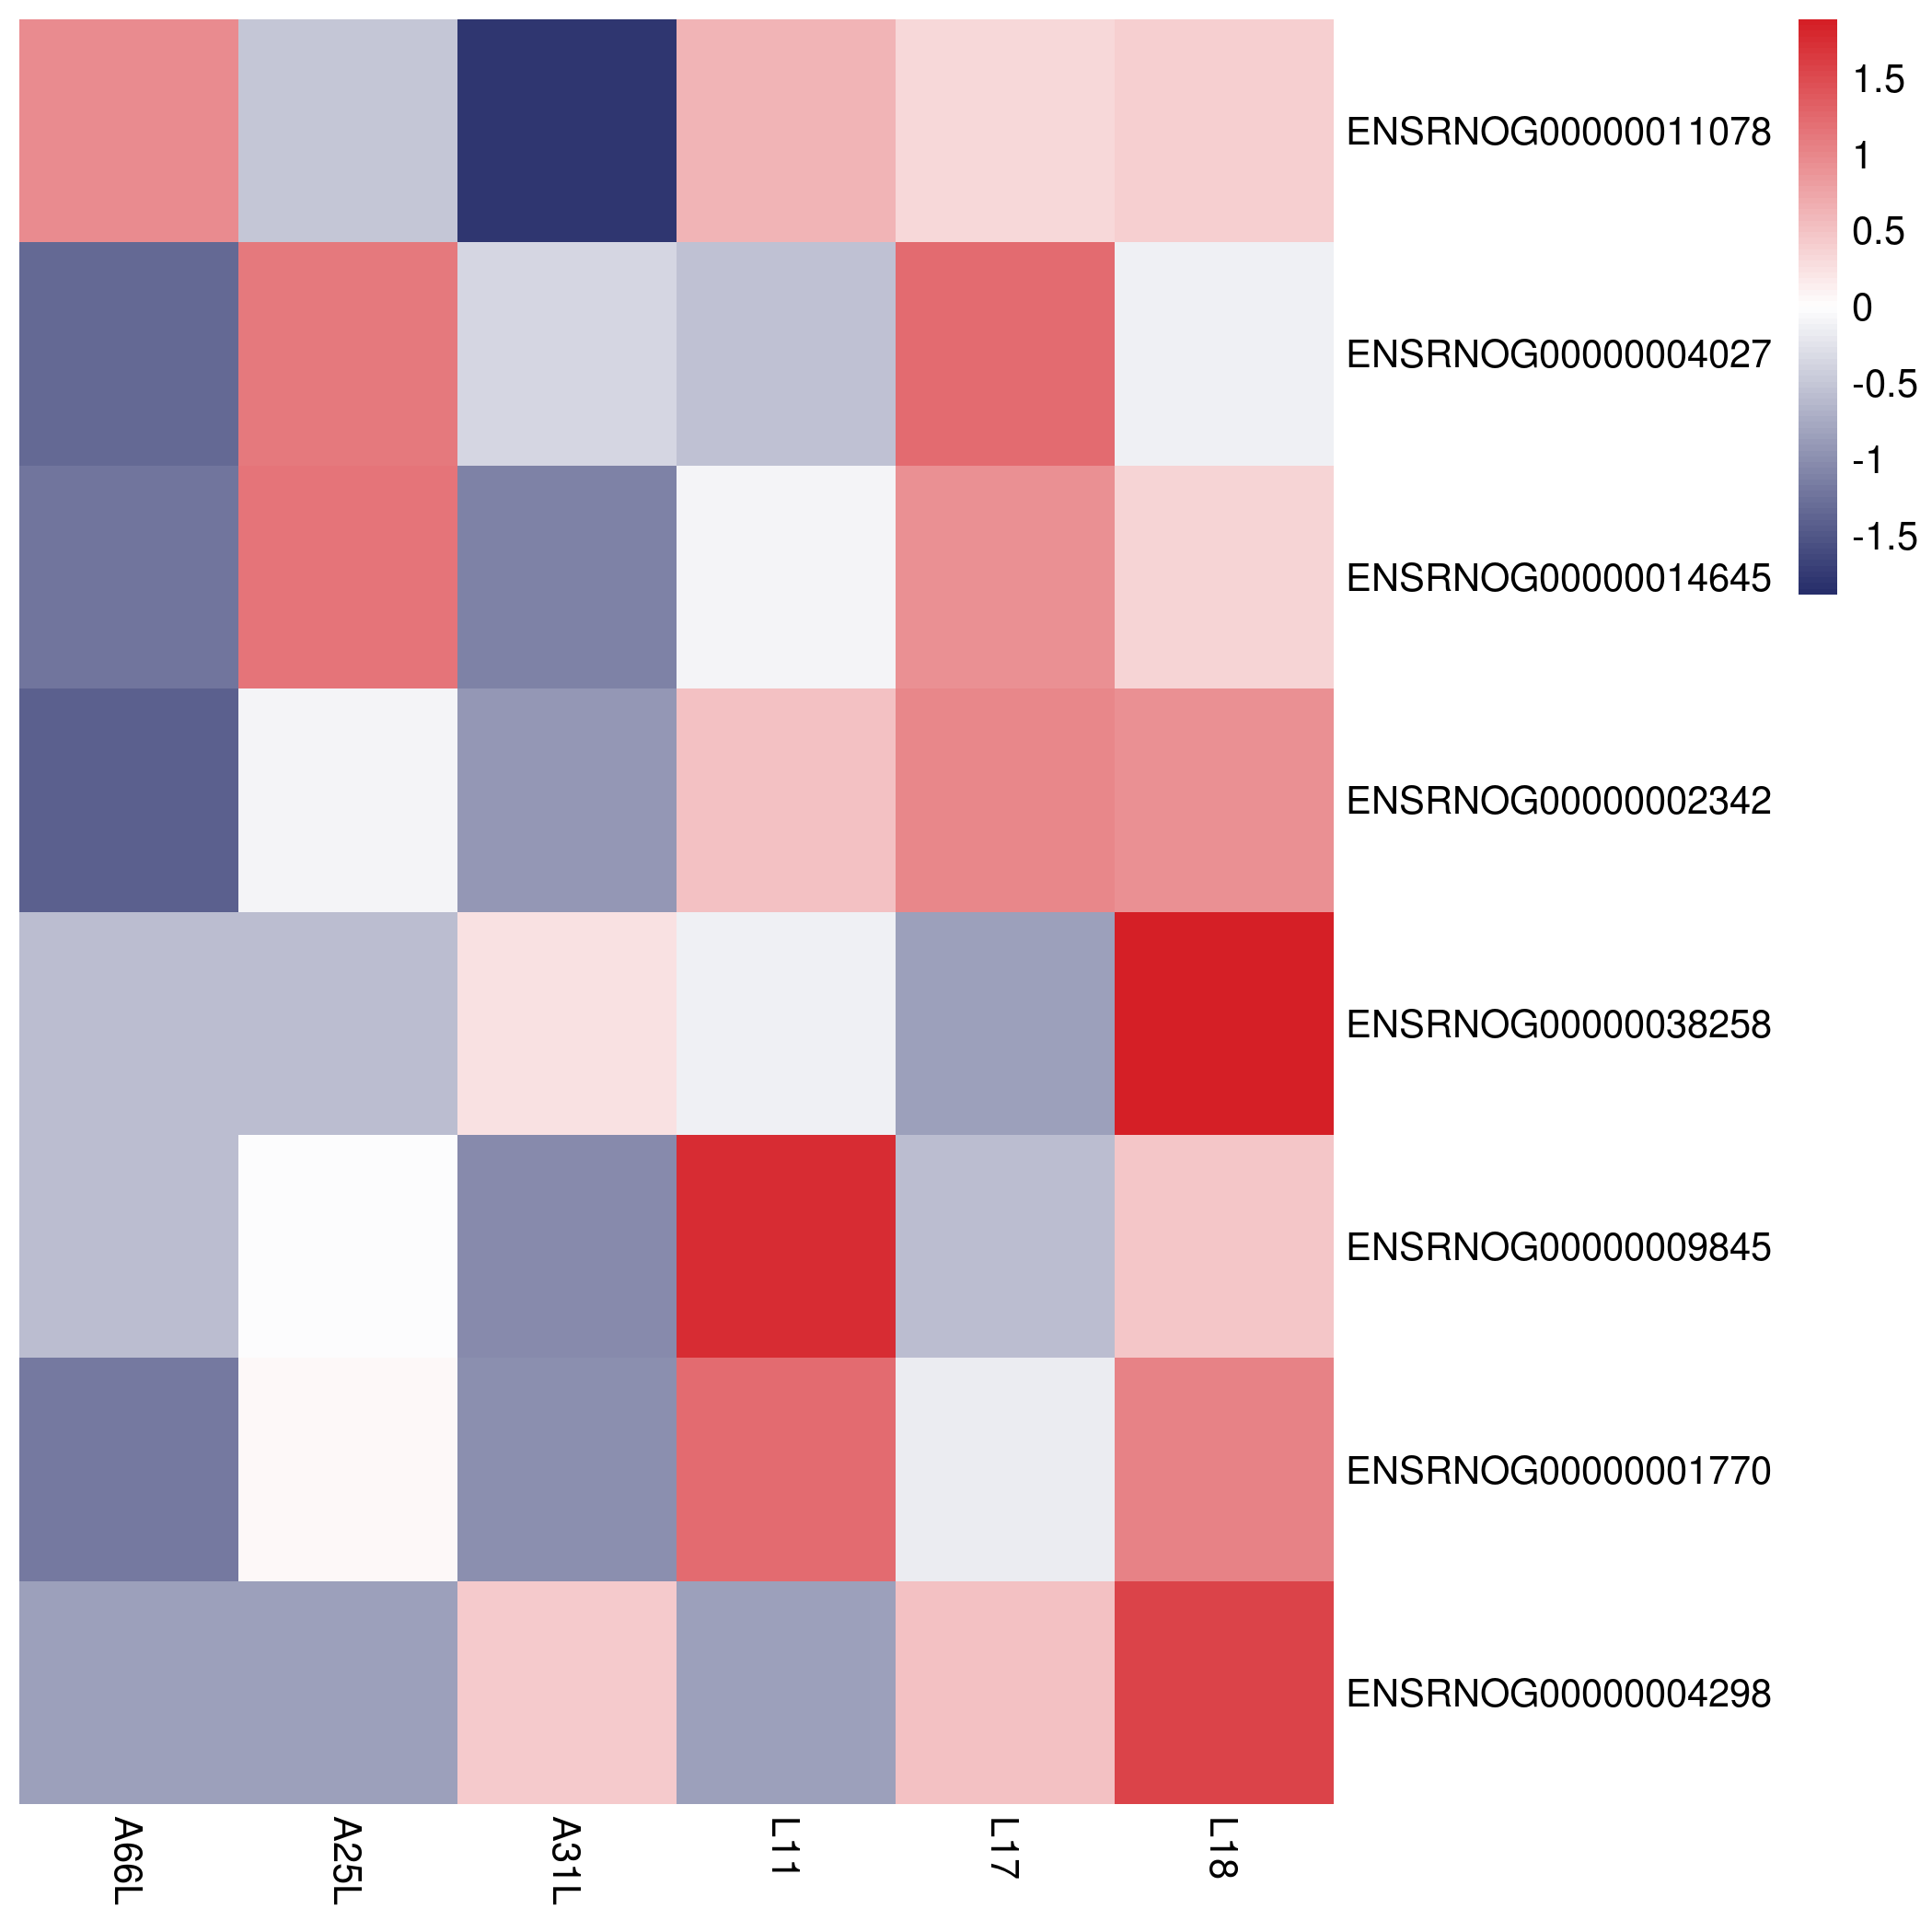 ENSRNOG00000011078
ENSRNOG00000004027
ENSRNOG00000014645
ENSRNOG00000002342
ENSRNOG00000038258
ENSRNOG00000009845
ENSRNOG00000001770
ENSRNOG00000004298
1.5
1
0.5
0
-0.5
-1
-1.5
A66L
A25L
A31L
L11
L17
L18